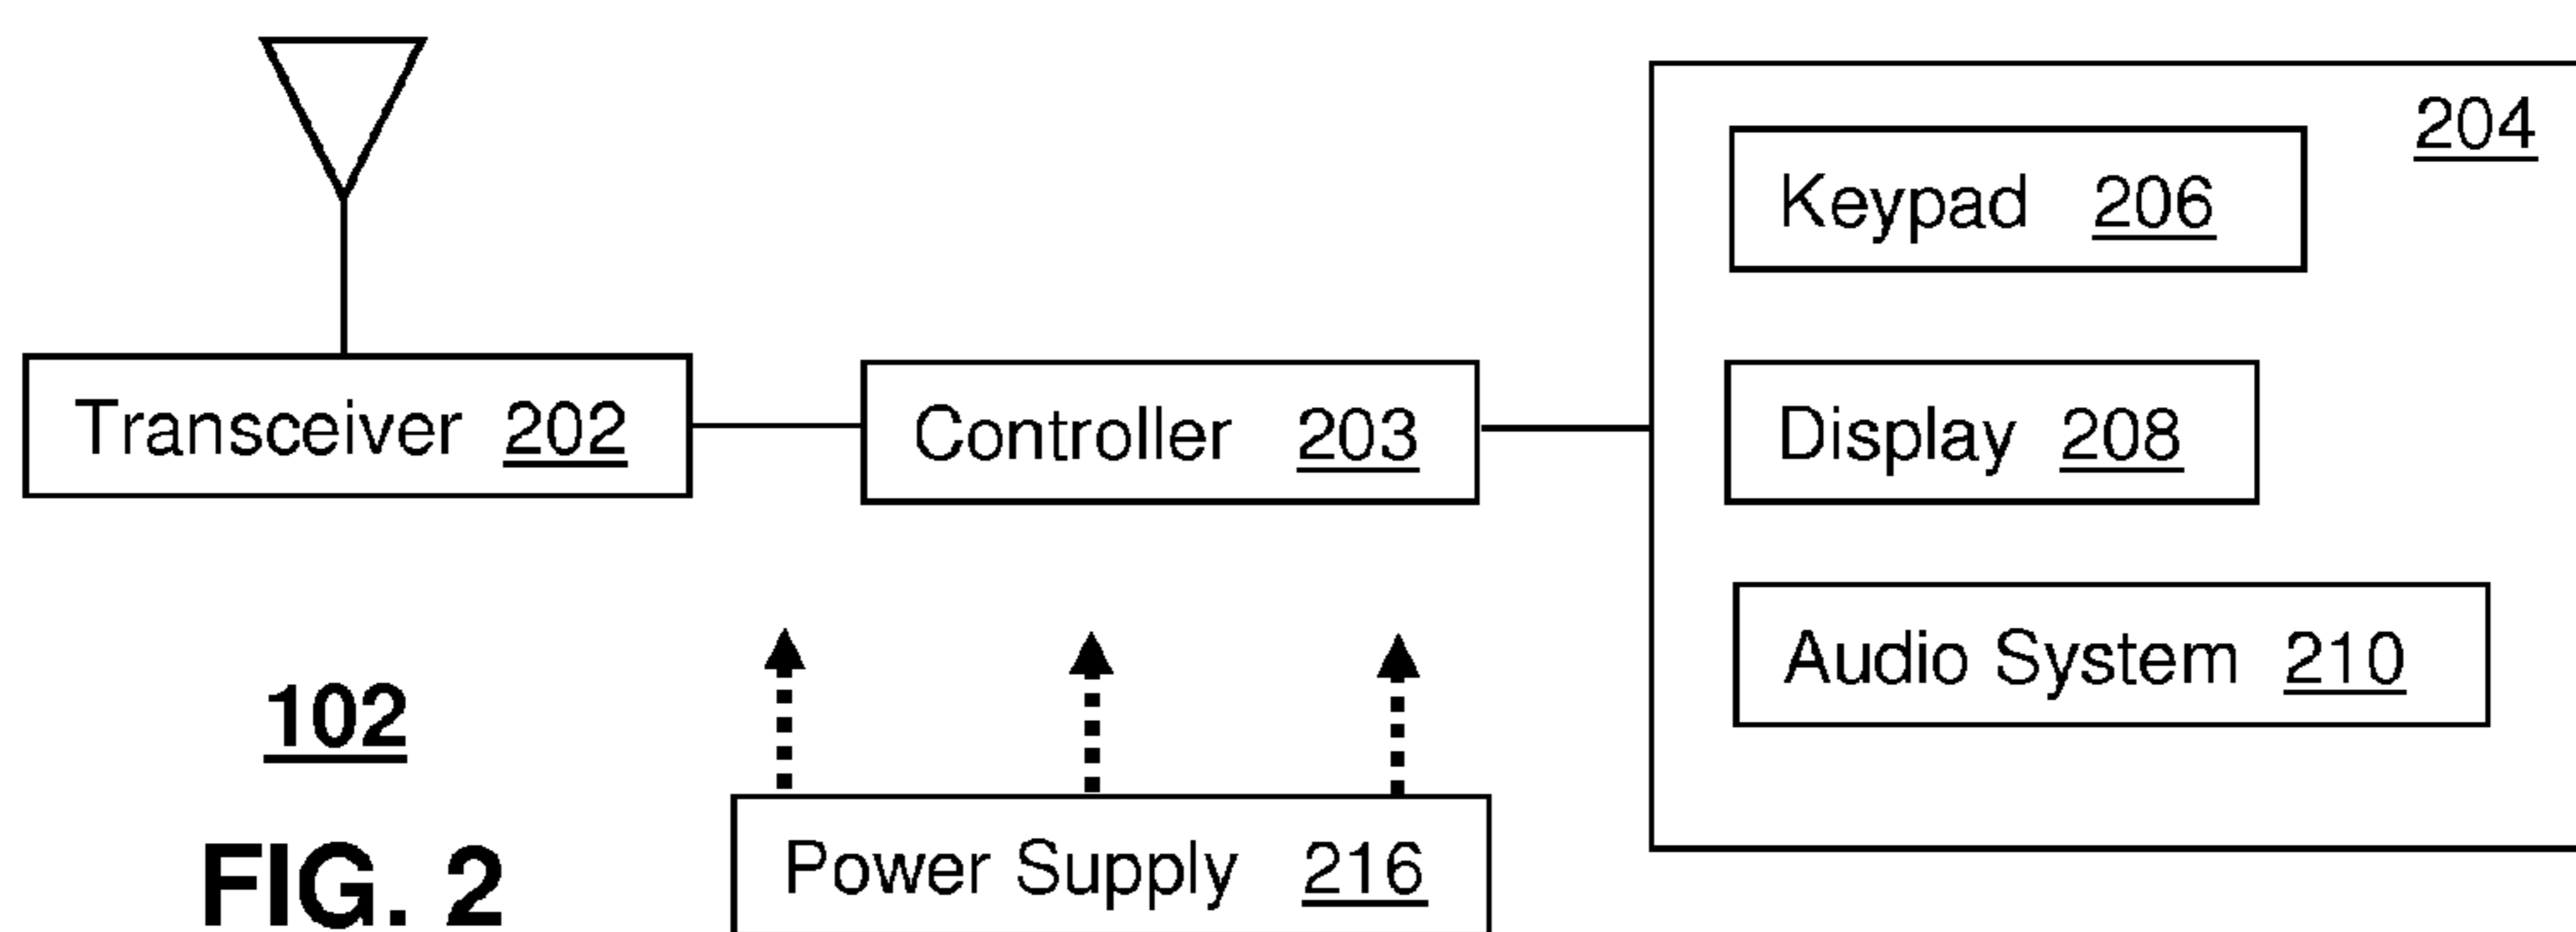 204
Keypad 206
Transceiver 202
Controller 203
Display 208
Audio System 210
102
Power Supply 216
FIG. 2